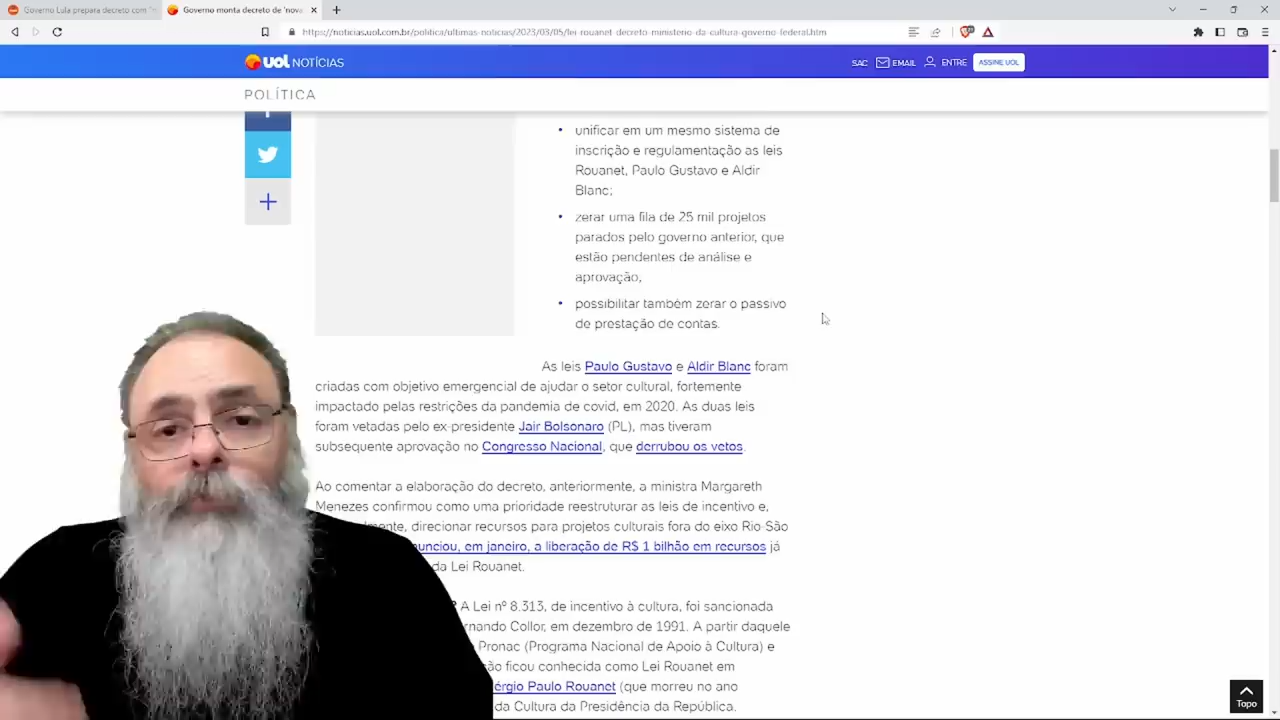 Governo Lula prepara decreto com "n
Governo monta decreto de 'nova
https://noticias.uol.com.br/politica/ultimas-noticias/2023/03/05/lei-rouanet-decreto-ministerio-da-cultura-governo-federal.htm
UOL NOTÍCIAS
SAC
EMAIL
ENTRE
ASSINE UOL
POLÍTICA
unificar em um mesmo sistema de
inscrição e regulamentação as leis
Rouanet, Paulo Gustavo e Aldir
Blanc;
zerar uma fila de 25 mil projetos
parados pelo governo anterior, que
estão pendentes de análise e
aprovação;
possibilitar também zerar o passivo
de prestação de contas.
As leis Paulo Gustavo e Aldir Blanc foram
criadas com objetivo emergencial de ajudar o setor cultural, fortemente
impactado pelas restrições da pandemia de covid, em 2020. As duas leis
foram vetadas pelo ex-presidente Jair Bolsonaro (PL), mas tiveram
subsequente aprovação no Congresso Nacional, que derrubou os vetos.
Ao comentar a elaboração do decreto, anteriormente, a ministra Margareth
Menezes confirmou como uma prioridade reestruturar as leis de incentivo e,
direcionar recursos para projetos culturais fora do eixo Rio-São
em janeiro, a liberação de R$ 1 bilhão em recursos já
da Lei Rouanet.
A Lei nº 8.313, de incentivo à cultura, foi sancionada
Collor, em dezembro de 1991. A partir daquele
Pronac (Programa Nacional de Apoio à Cultura) e
ficou conhecida como Lei Rouanet em
Paulo Rouanet (que morreu no ano
da Cultura da Presidência da República.
Topo